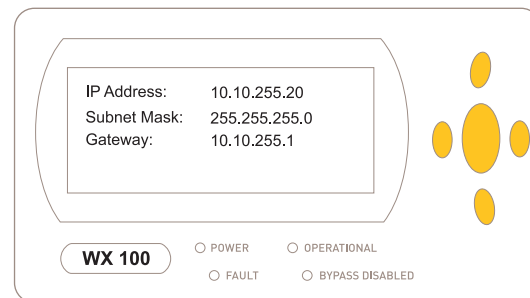 IP Address: 10.10.255.20
Subnet Mask: 255.255.255.0
Gateway: 10.10.255.1
WX 100
POWER OPERATIONAL
FAULT BYPASS DISABLED